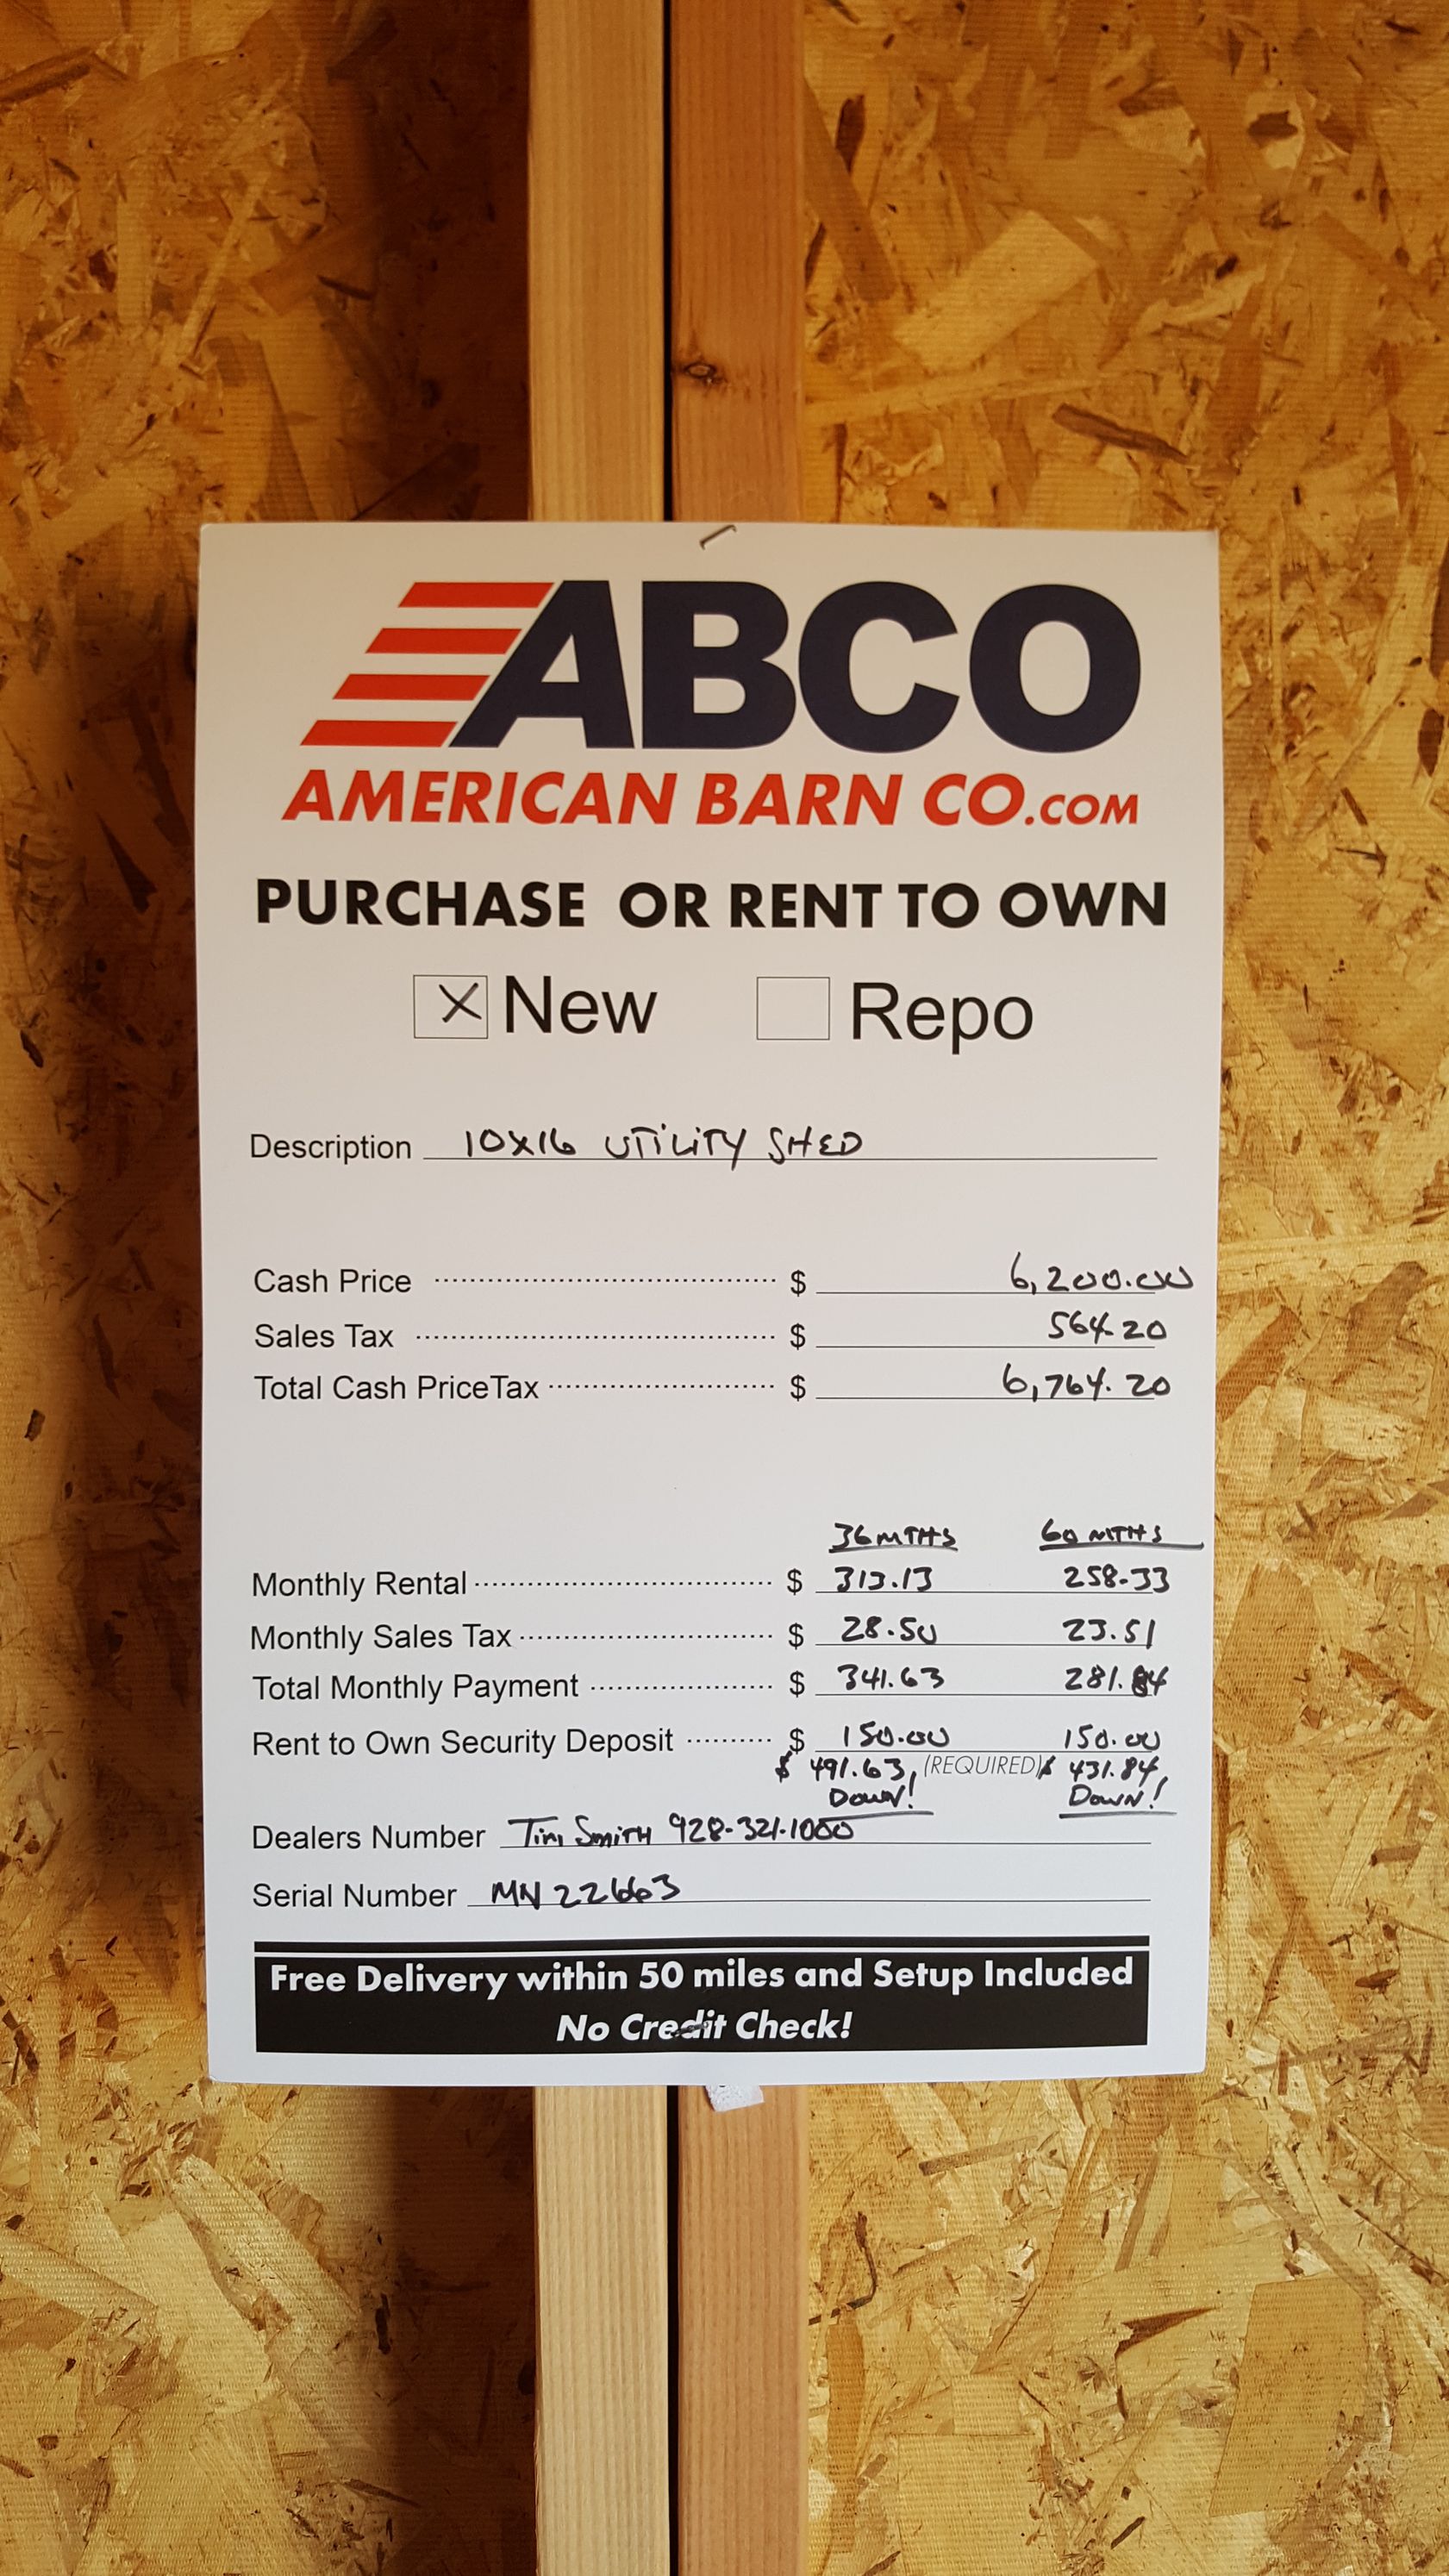 ABCO
AMERICAN BARN CO.COM
PURCHASE OR RENT TO OWN
X New Repo
Description 10X16 UTILITY SHED
Cash Price $ 6,200.00
Sales Tax $ 564.20
Total Cash PriceTax $ 6,764.20
36 MTHS 60 MTHS
Monthly Rental $ 313.13 258.33
Monthly Sales Tax $ 28.50 23.51
Total Monthly Payment $ 341.63 281.84
Rent to Own Security Deposit $ 150.00 150.00
$ 491.63, (REQUIRED) $ 431.84,
DOWN! DOWN!
Dealers Number Tim Smith 928-321-1000
Serial Number MN 22663
Free Delivery within 50 miles and Setup Included
No Credit Check!